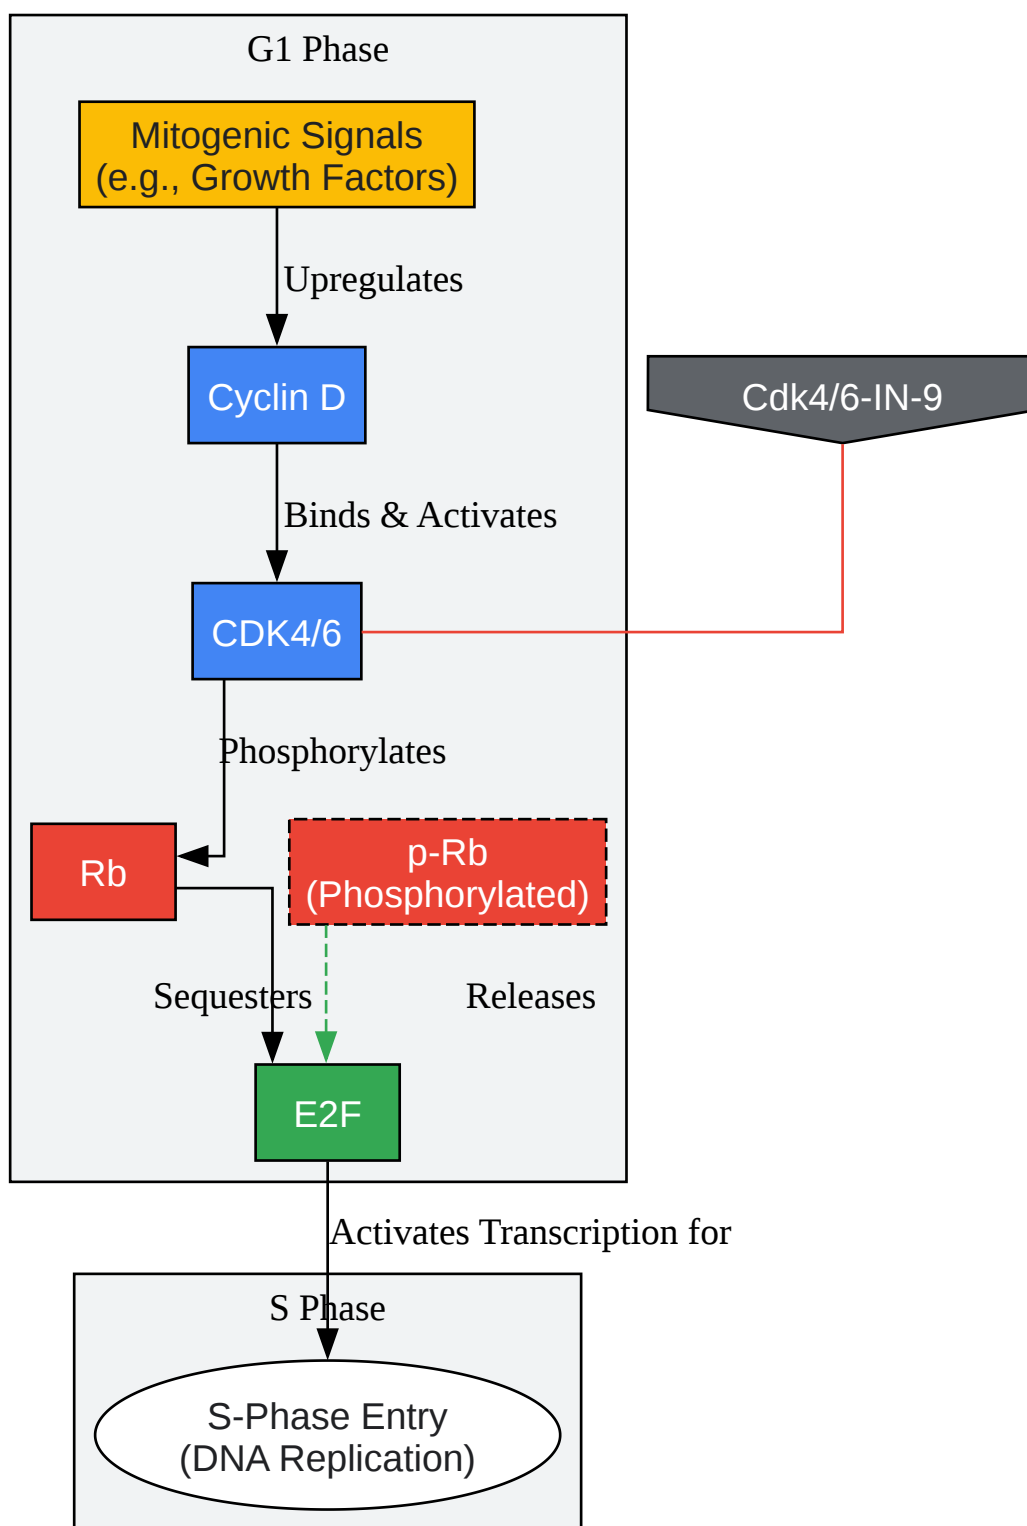 G1 Phase
Mitogenic Signals
(e.g., Growth Factors)
Upregulates
Cyclin D
Cdk4/6-IN-9
Binds & Activates
CDK4/6
Phosphorylates
Rb
p-Rb
(Phosphorylated)
Sequesters
Releases
E2F
Activates Transcription for
S Phase
S-Phase Entry
(DNA Replication)